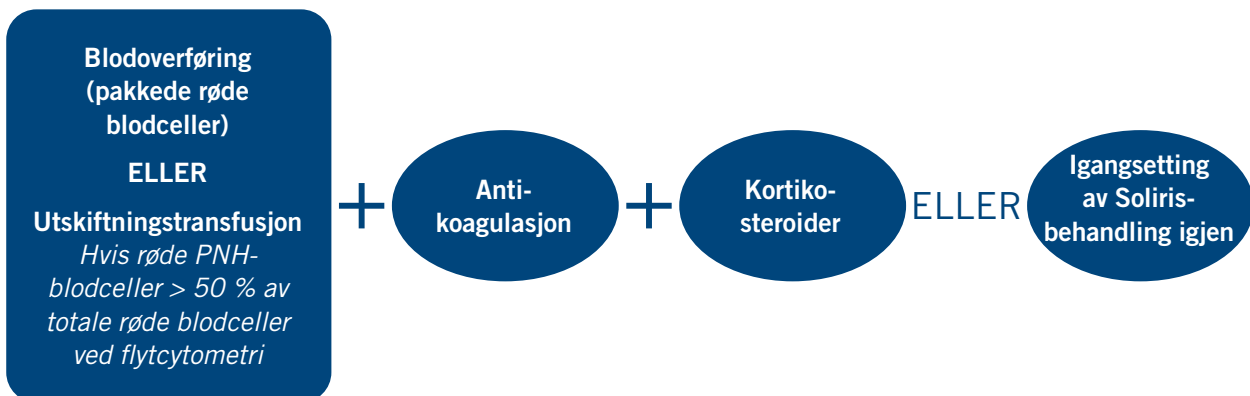 Blodoverføring
(pakkede røde
blodceller)
ELLER
Utskiftningstransfusjon
Hvis røde PNH-
blodceller > 50 % av
totale røde blodceller
ved flytcytometri
+
Anti-
koagulasjon
+
Kortiko-
steroider
ELLER
Igangsetting
av Soliris-
behandling igjen